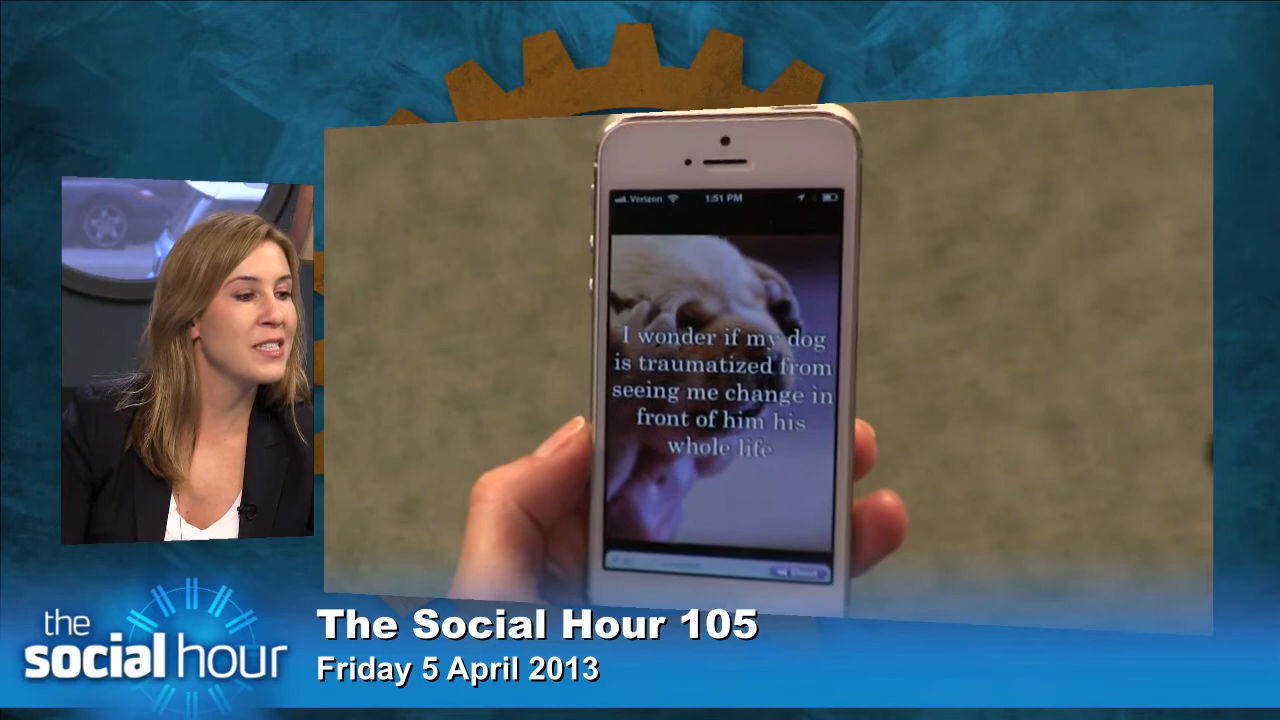 Verizon 1:51 PM
I wonder if my dog
is traumatized from
seeing me change in
front of him his
whole life
the
social hour
The Social Hour 105
Friday 5 April 2013